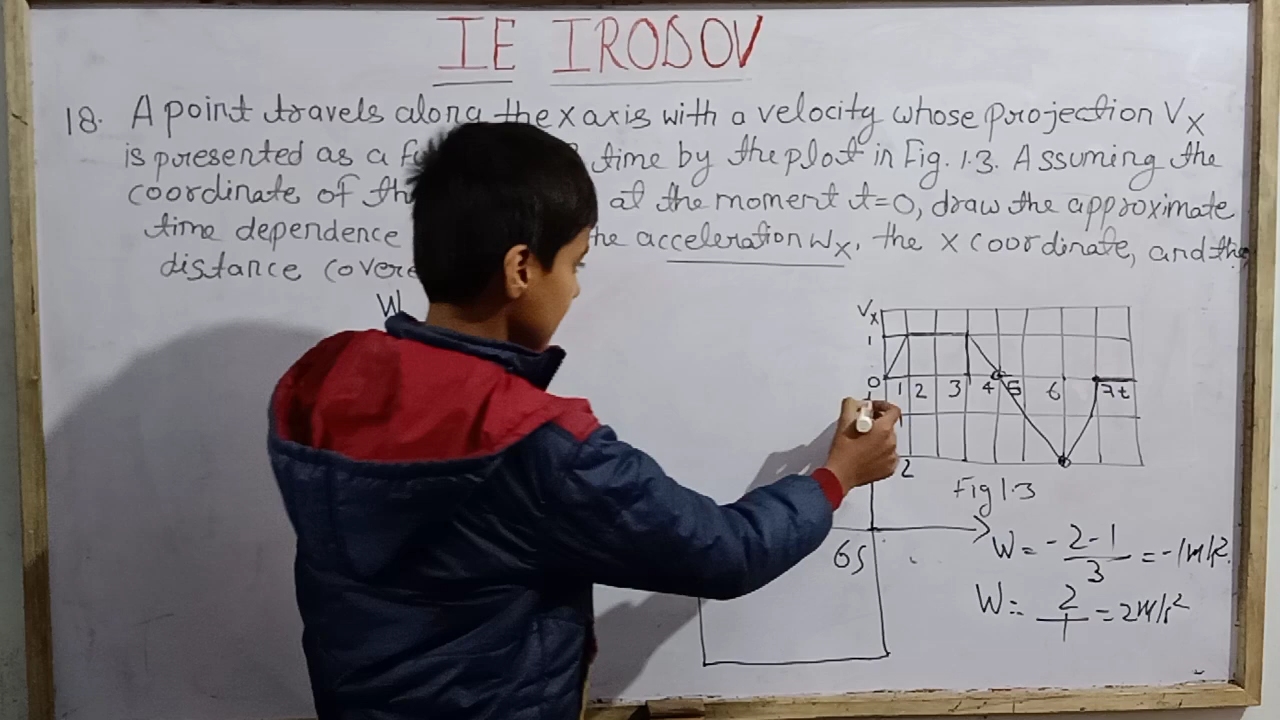 IE IRODOV
18. A point travels along the x axis with a velocity whose projection Vx
is presented as a time by the plot in Fig. 1.3. Assuming the
coordinate of at the moment t=0, draw the approximate
time dependence acceleration Wx, the x coordinate, and the
distance
W
Vx
1
0 1 2 3 4 5 6 7 t
2
Fig 1.3
W = -2-1/3 = -1m/s².
6s
W = 2/1 = 2m/s²